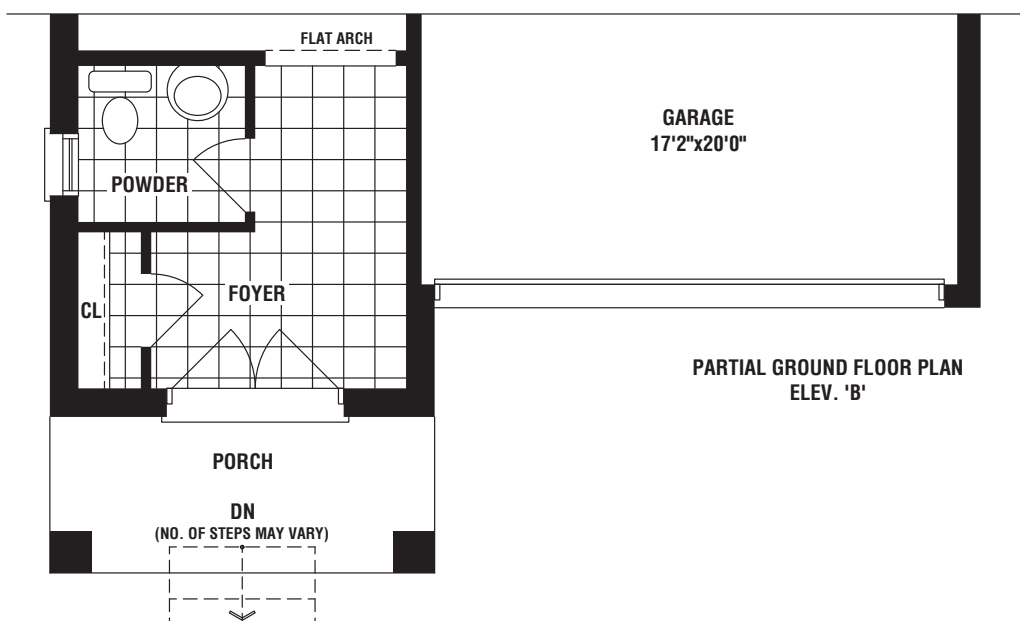 FLAT ARCH
GARAGE
17'2"x20'0"
POWDER
FOYER
CL
PARTIAL GROUND FLOOR PLAN
ELEV. 'B'
PORCH
DN
(NO. OF STEPS MAY VARY)